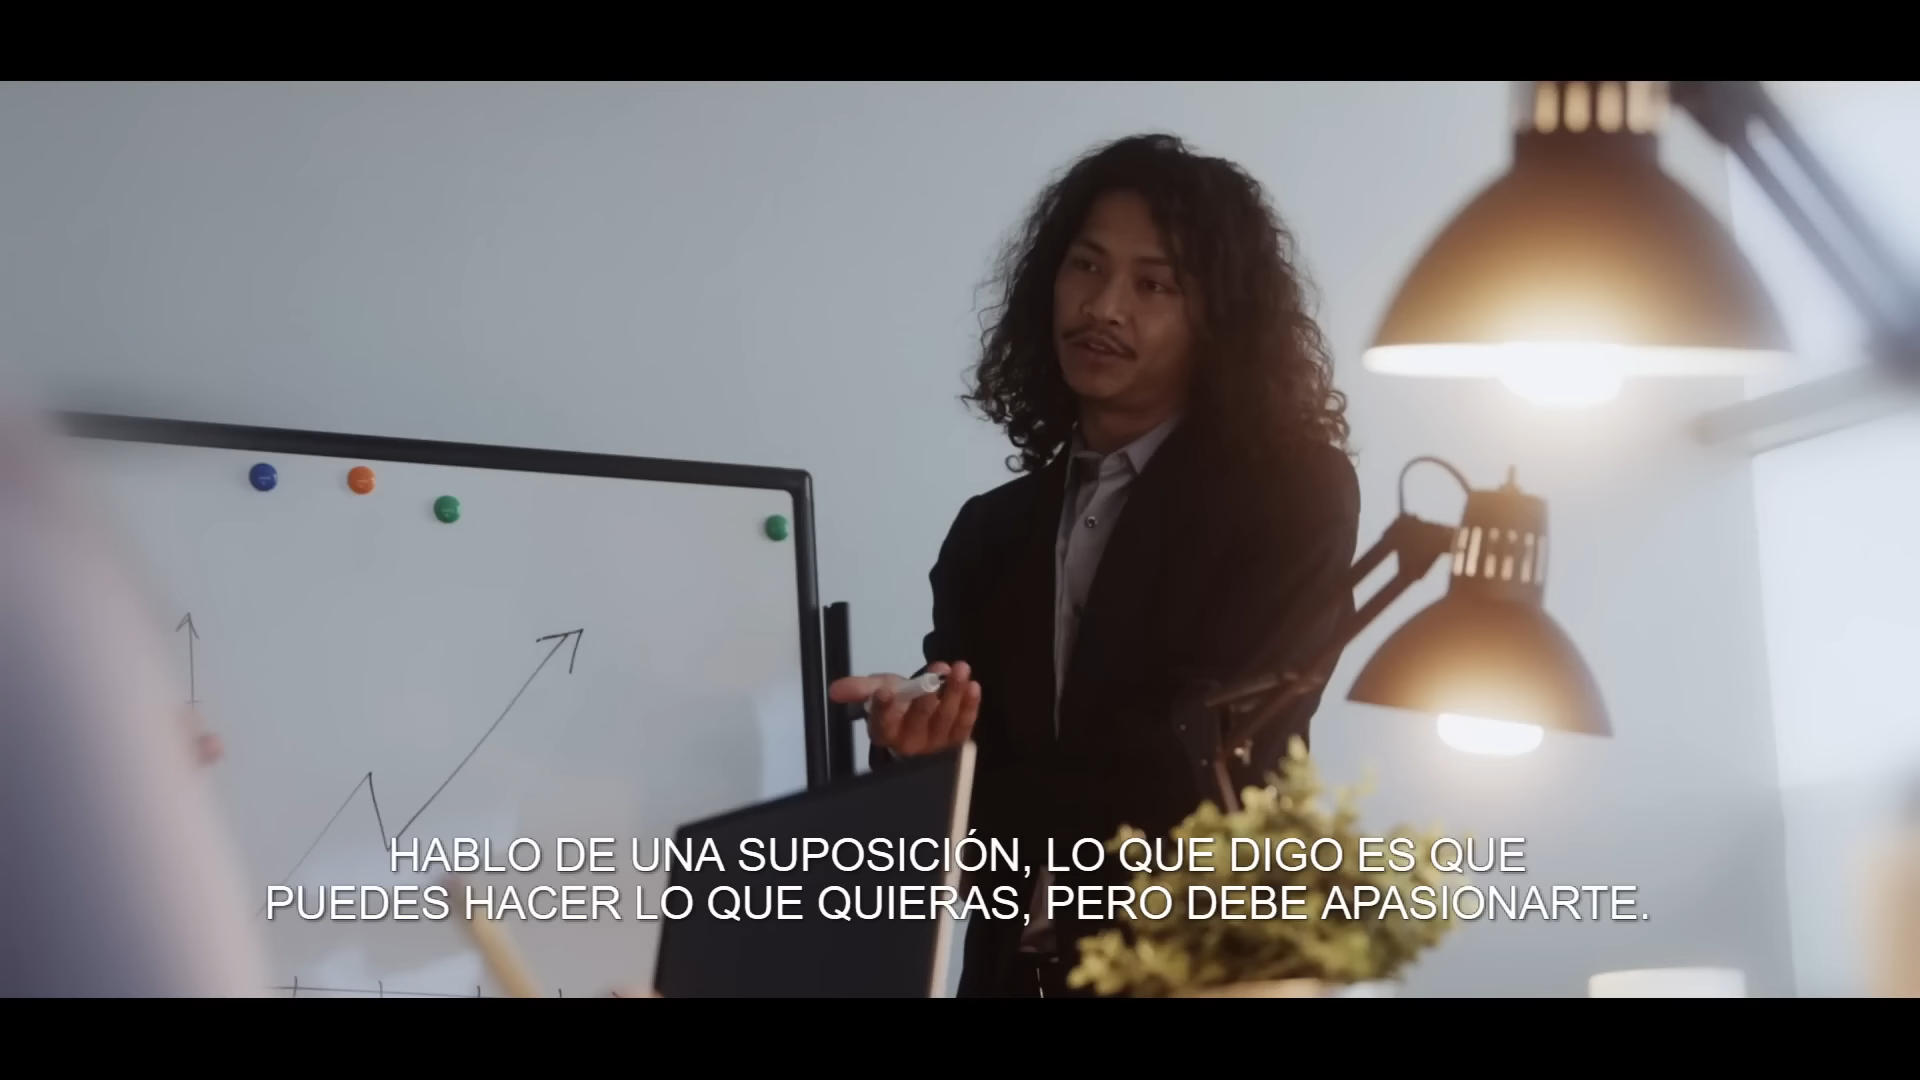 HABLO DE UNA SUPOSICIÓN, LO QUE DIGO ES QUE
PUEDES HACER LO QUE QUIERAS, PERO DEBE APASIONARTE.